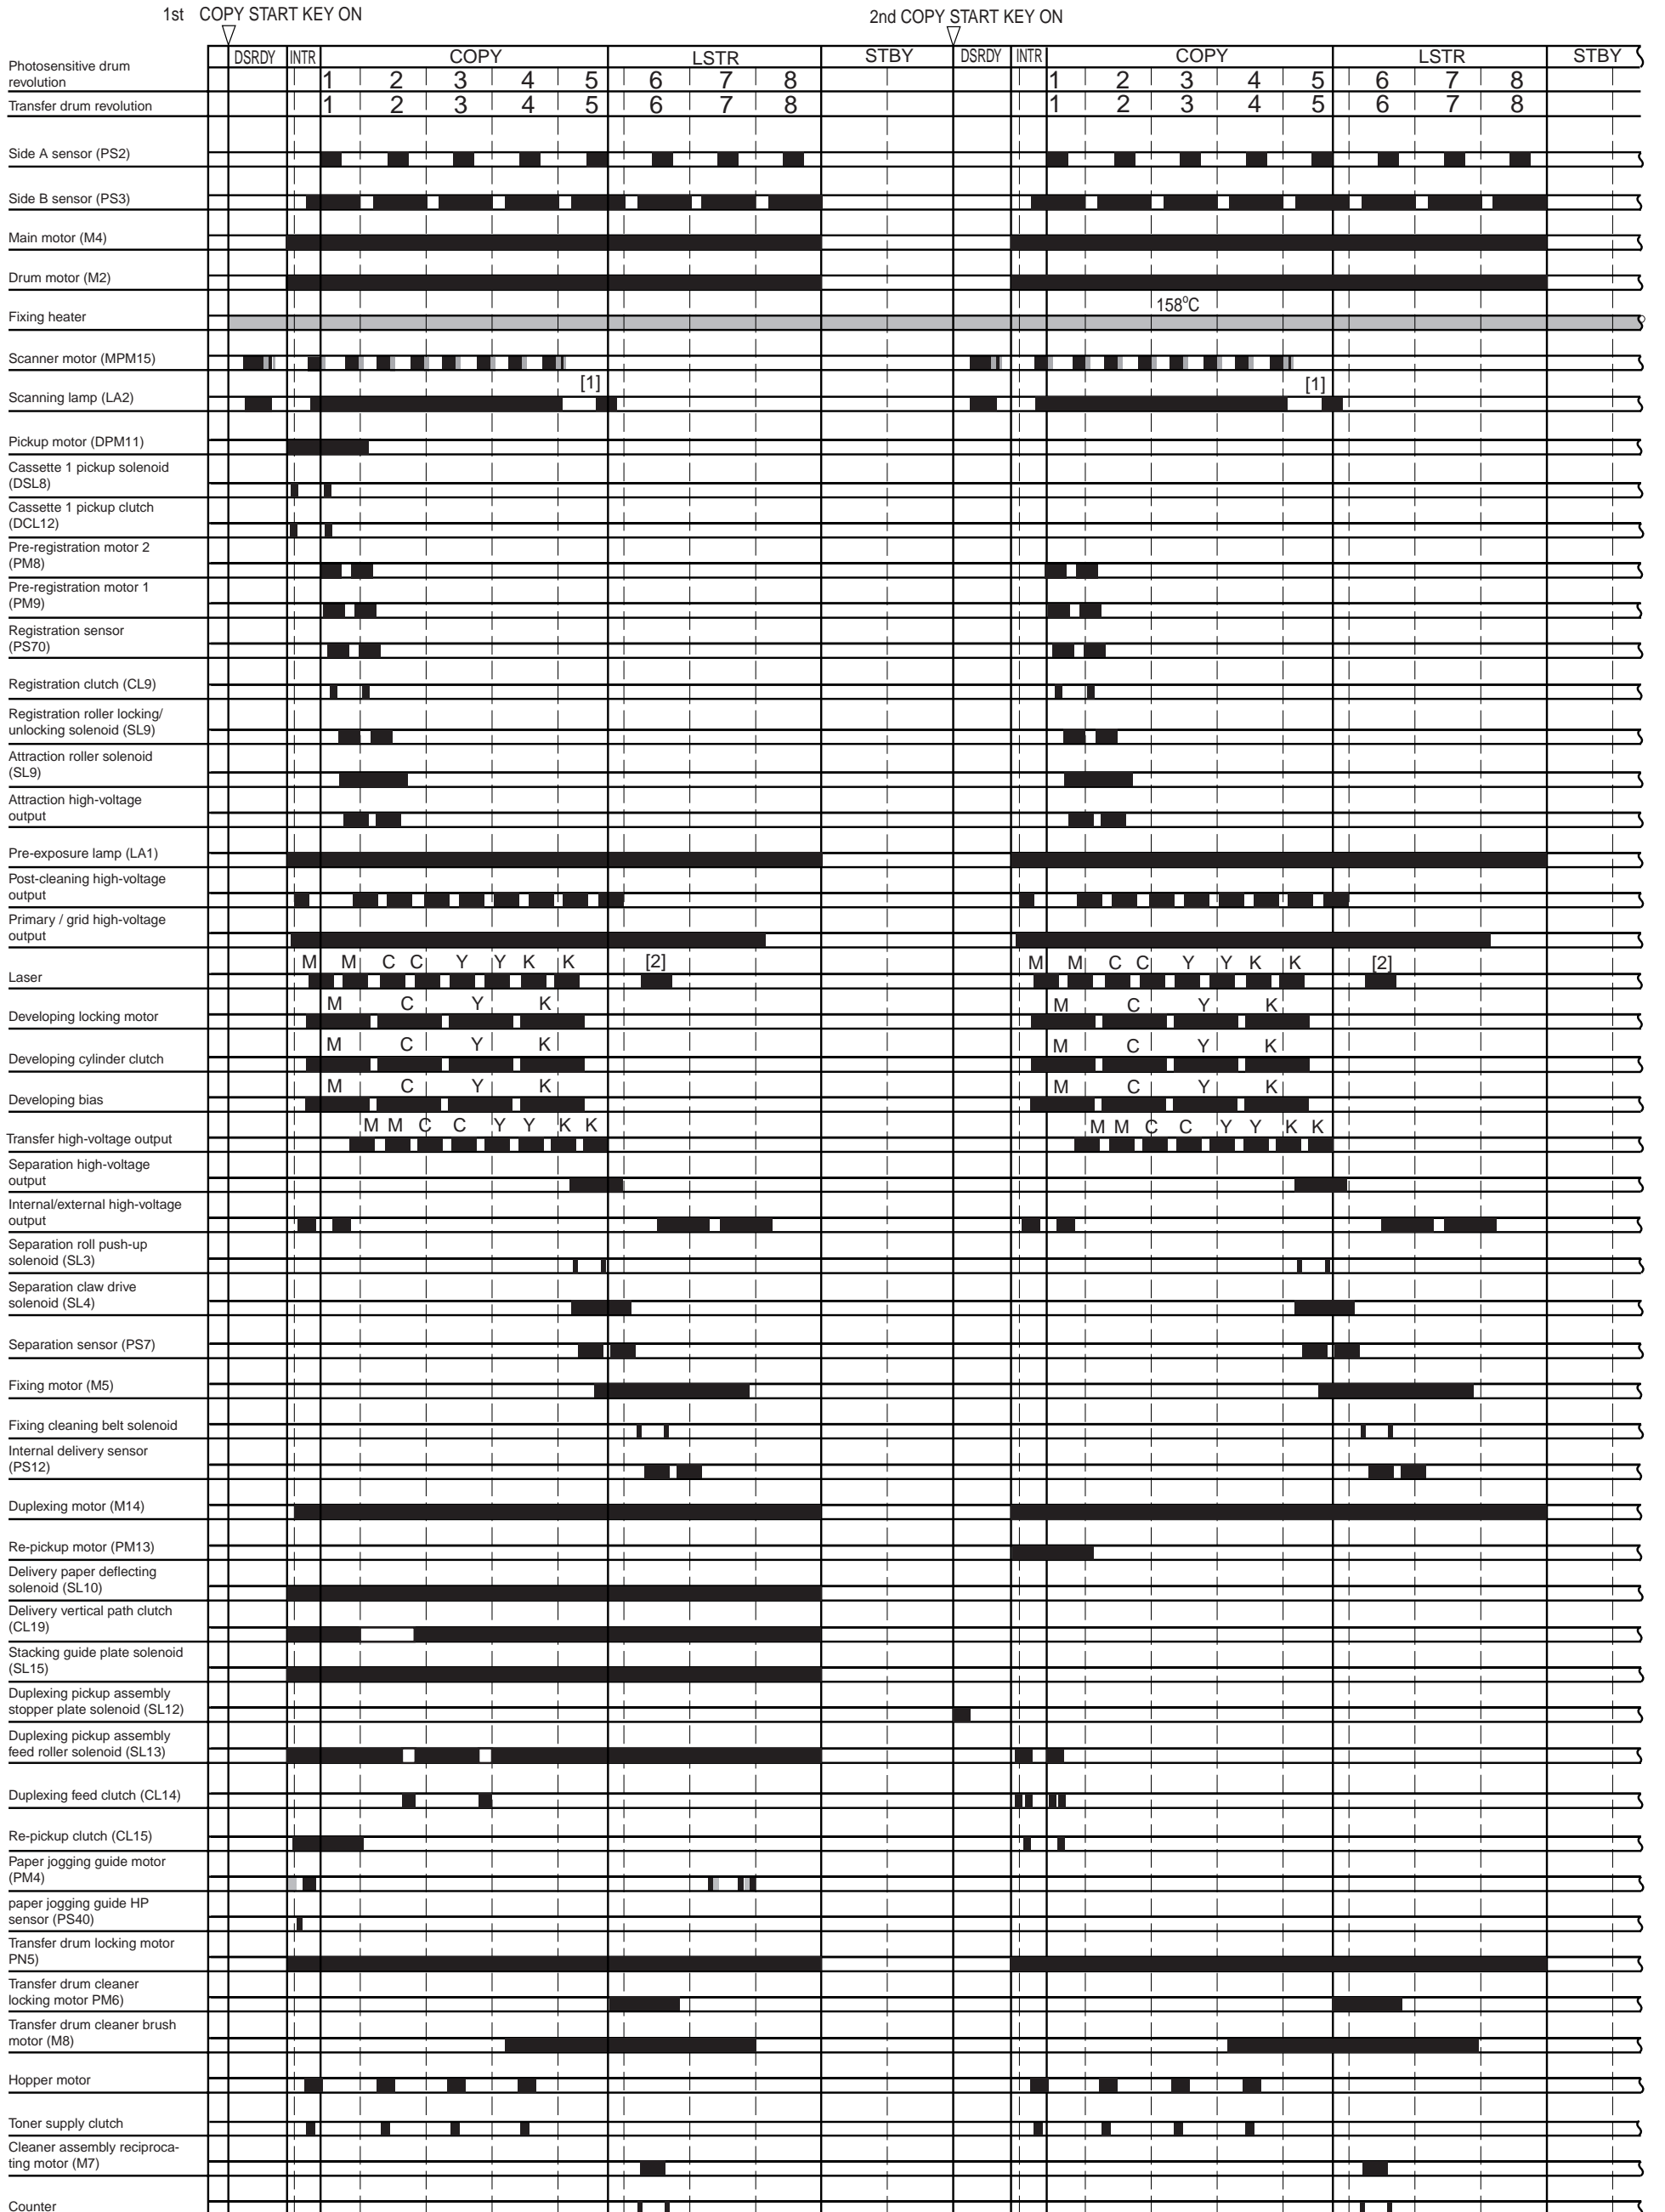 1st COPY START KEY ON
2nd COPY START KEY ON
DSRDY INTR COPY LSTR STBY DSRDY INTR COPY LSTR STBY
Photosensitive drum
revolution
1 2 3 4 5 6 7 8 1 2 3 4 5 6 7 8
Transfer drum revolution
1 2 3 4 5 6 7 8 1 2 3 4 5 6 7 8
Side A sensor (PS2)
Side B sensor (PS3)
Main motor (M4)
Drum motor (M2)
158°C
Fixing heater
Scanner motor (MPM15)
[1] [1]
Scanning lamp (LA2)
Pickup motor (DPM11)
Cassette 1 pickup solenoid
(DSL8)
Cassette 1 pickup clutch
(DCL12)
Pre-registration motor 2
(PM8)
Pre-registration motor 1
(PM9)
Registration sensor
(PS70)
Registration clutch (CL9)
Registration roller locking/
unlocking solenoid (SL9)
Attraction roller solenoid
(SL9)
Attraction high-voltage
output
Pre-exposure lamp (LA1)
Post-cleaning high-voltage
output
Primary / grid high-voltage
output
M M C C Y Y K K [2] M M C C Y Y K K [2]
Laser
M C Y K M C Y K
Developing locking motor
M C Y K M C Y K
Developing cylinder clutch
M C Y K M C Y K
Developing bias
M M C C Y Y K K M M C C Y Y K K
Transfer high-voltage output
Separation high-voltage
output
Internal/external high-voltage
output
Separation roll push-up
solenoid (SL3)
Separation claw drive
solenoid (SL4)
Separation sensor (PS7)
Fixing motor (M5)
Fixing cleaning belt solenoid
Internal delivery sensor
(PS12)
Duplexing motor (M14)
Re-pickup motor (PM13)
Delivery paper deflecting
solenoid (SL10)
Delivery vertical path clutch
(CL19)
Stacking guide plate solenoid
(SL15)
Duplexing pickup assembly
stopper plate solenoid (SL12)
Duplexing pickup assembly
feed roller solenoid (SL13)
Duplexing feed clutch (CL14)
Re-pickup clutch (CL15)
Paper jogging guide motor
(PM4)
paper jogging guide HP
sensor (PS40)
Transfer drum locking motor
PN5)
Transfer drum cleaner
locking motor PM6)
Transfer drum cleaner brush
motor (M8)
Hopper motor
Toner supply clutch
Cleaner assembly reciproca-
ting motor (M7)
Counter